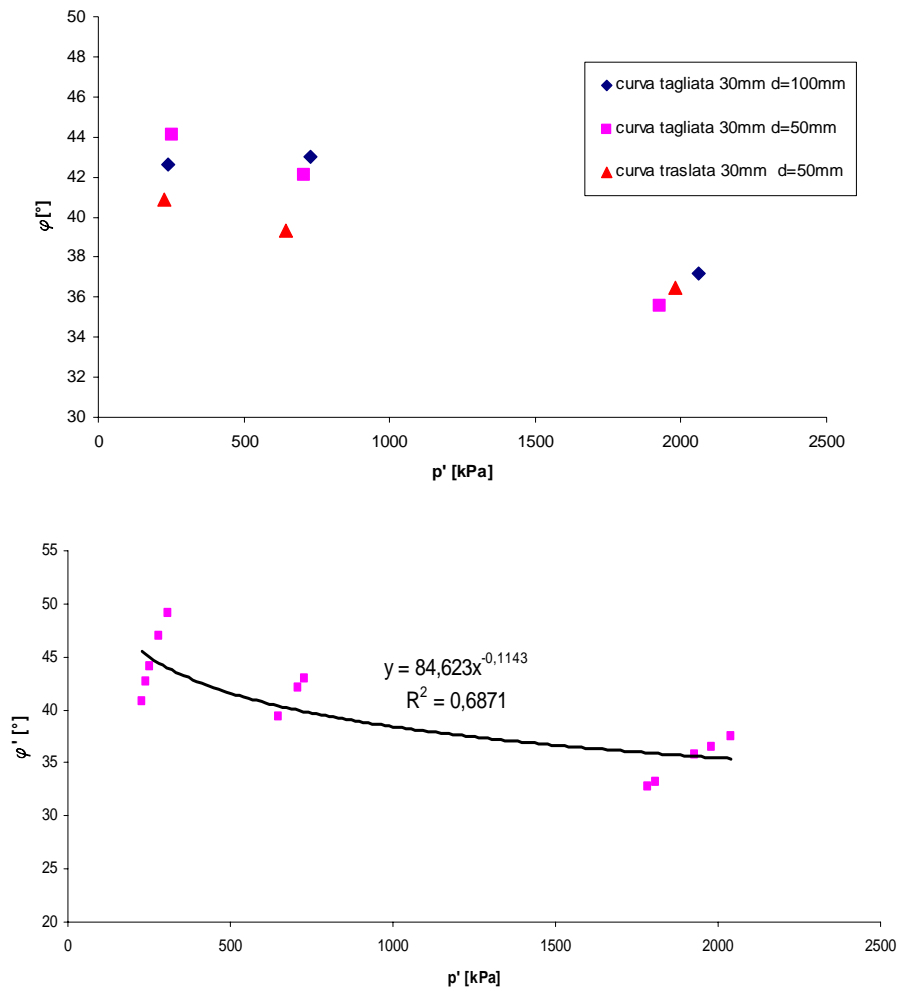 50
48
46
44
42
40
38
36
34
32
30
φ [°]
0 500 1000 1500 2000 2500
p' [kPa]
curva tagliata 30mm d=100mm
curva tagliata 30mm d=50mm
curva traslata 30mm d=50mm
55
50
45
40
35
30
25
20
φ' [°]
y = 84,623x^-0,1143
R² = 0,6871
0 500 1000 1500 2000 2500
p' [kPa]